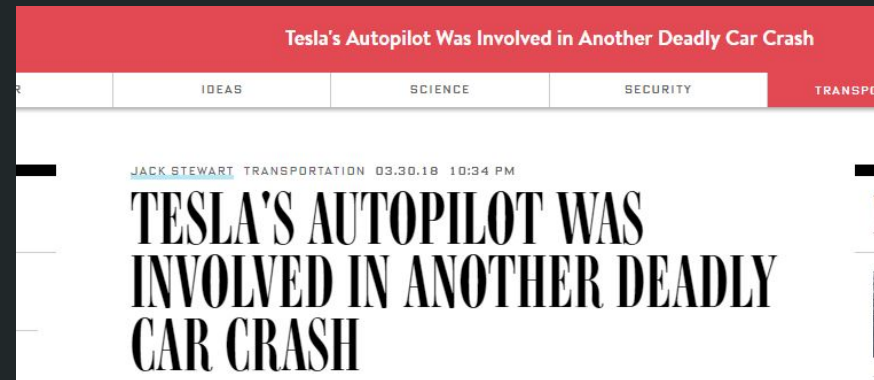 Tesla's Autopilot Was Involved in Another Deadly Car Crash
R IDEAS SCIENCE SECURITY TRANSPO
JACK STEWART TRANSPORTATION 03.30.18 10:34 PM
TESLA'S AUTOPILOT WAS
INVOLVED IN ANOTHER DEADLY
CAR CRASH